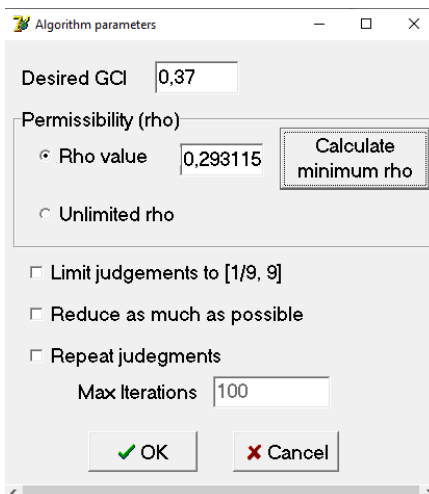 Algorithm parameters
Desired GCI 0,37
Permissibility (rho)
Rho value 0,293115 Calculate minimum rho
Unlimited rho
Limit judgements to [1/9, 9]
Reduce as much as possible
Repeat judegments
Max Iterations 100
OK Cancel